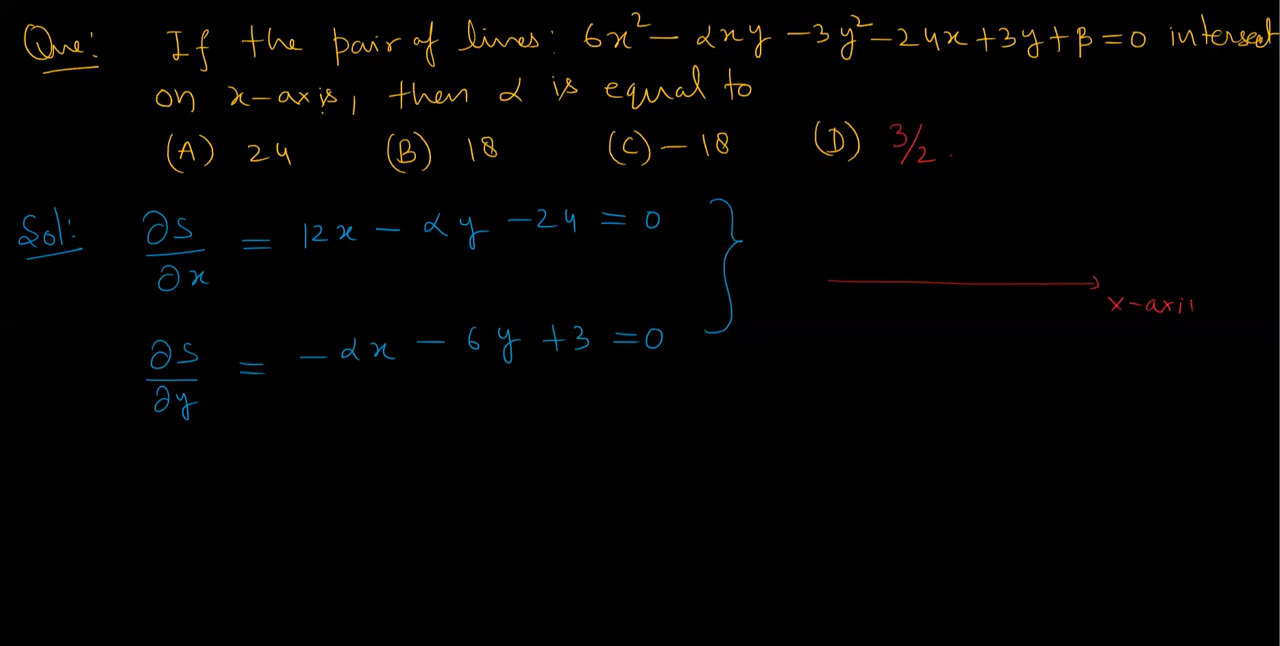 Que: If the pair of lines: 6x² − αxy − 3y² − 24x + 3y + β = 0 intersect
on x-axis, then α is equal to
(A) 24 (B) 18 (C) −18 (D) 3/2.
Sol: ∂S/∂x = 12x − αy − 24 = 0
x-axis
∂S/∂y = −αx − 6y + 3 = 0